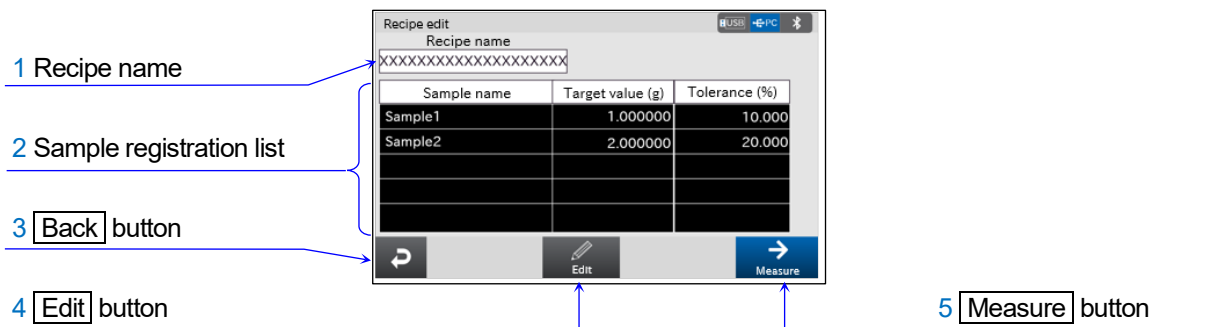 Recipe edit
USB PC
Recipe name
XXXXXXXXXXXXXXXXXXXX
1 Recipe name
Sample name Target value (g) Tolerance (%)
Sample1 1.000000 10.000
Sample2 2.000000 20.000
2 Sample registration list
3 Back button
Edit
Measure
4 Edit button
5 Measure button